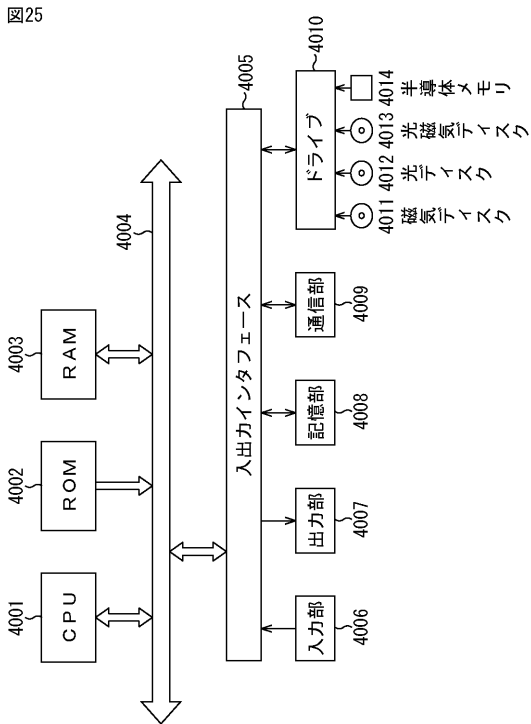 図25
4001
CPU
4002
ROM
4003
RAM
4004
4005
入出力インタフェース
入力部
4006
出力部
4007
記憶部
4008
通信部
4009
4010
ドライブ
4011
磁気ディスク
4012
光ディスク
4013
光磁気ディスク
4014
半導体メモリ